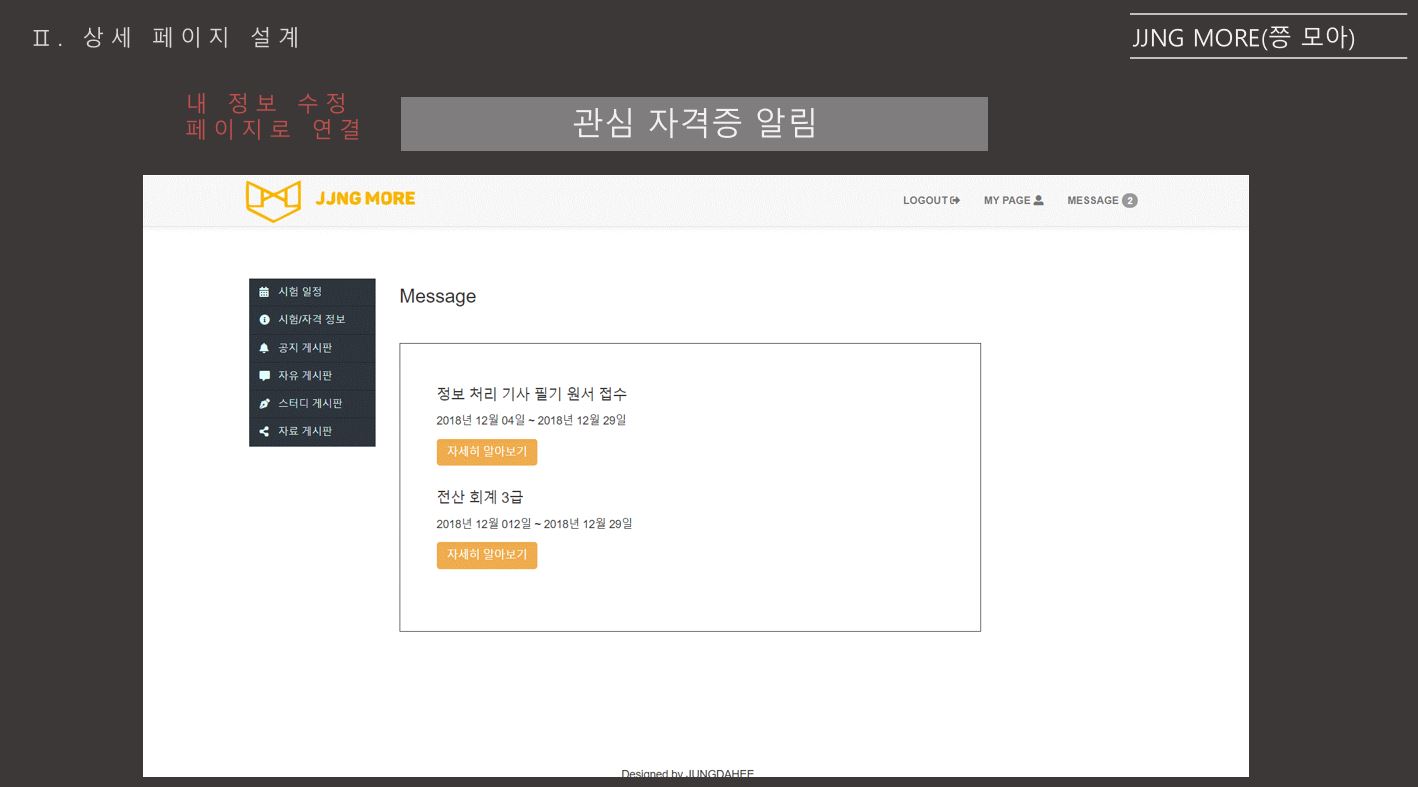 Ⅱ. 상세 페이지 설계
JJNG MORE(쯩 모아)
내 정보 수정
페이지로 연결
관심 자격증 알림
JJNG MORE
LOGOUT
MY PAGE
MESSAGE 2
시험 일정
시험/자격 정보
공지 게시판
자유 게시판
스터디 게시판
자료 게시판
Message
정보 처리 기사 필기 원서 접수
2018년 12월 04일 ~ 2018년 12월 29일
자세히 알아보기
전산 회계 3급
2018년 12월 012일 ~ 2018년 12월 29일
자세히 알아보기
Designed by JUNGDAHEE